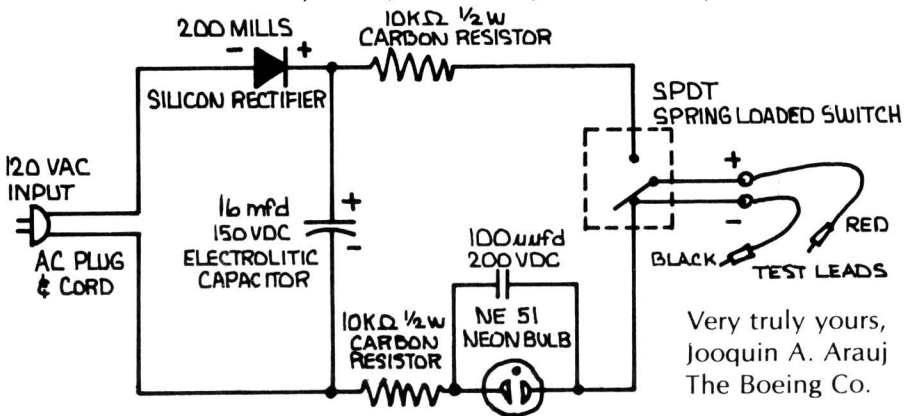 200 MILLS
- +
SILICON RECTIFIER
10KΩ ½W
CARBON RESISTOR
SPDT
SPRING LOADED SWITCH
120 VAC
INPUT
AC PLUG
& CORD
16 mfd
150 VDC
ELECTROLITIC
CAPACITOR
+
-
100 uufd
200 VDC
10KΩ ½W
CARBON
RESISTOR
NE 51
NEON BULB
+
-
RED
BLACK
TEST LEADS
Very truly yours,
Jooquin A. Arauj
The Boeing Co.